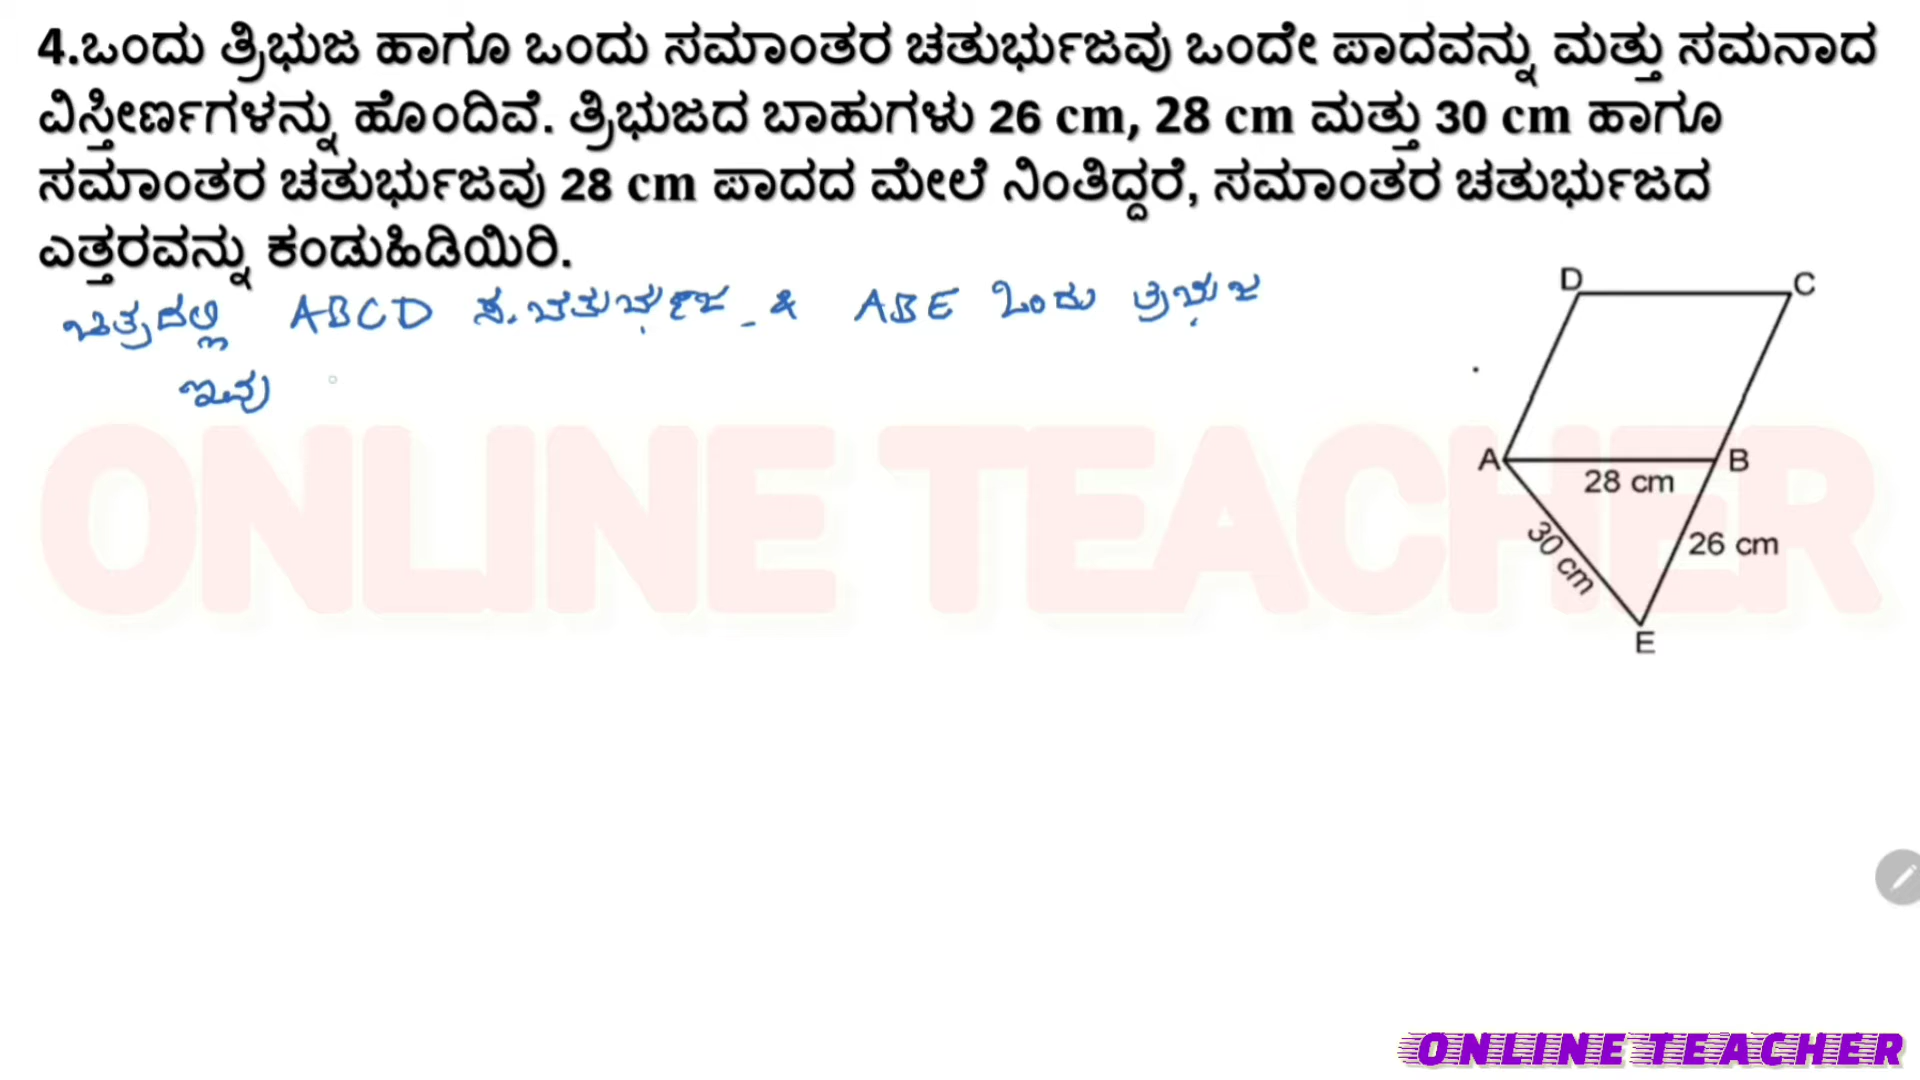 4.ಒಂದು ತ್ರಿಭುಜ ಹಾಗೂ ಒಂದು ಸಮಾಂತರ ಚತುರ್ಭುಜವು ಒಂದೇ ಪಾದವನ್ನು ಮತ್ತು ಸಮನಾದ
ವಿಸ್ತೀರ್ಣಗಳನ್ನು ಹೊಂದಿವೆ. ತ್ರಿಭುಜದ ಬಾಹುಗಳು 26 cm, 28 cm ಮತ್ತು 30 cm ಹಾಗೂ
ಸಮಾಂತರ ಚತುರ್ಭುಜವು 28 cm ಪಾದದ ಮೇಲೆ ನಿಂತಿದ್ದರೆ, ಸಮಾಂತರ ಚತುರ್ಭುಜದ
ಎತ್ತರವನ್ನು ಕಂಡುಹಿಡಿಯಿರಿ.
ಚಿತ್ರದಲ್ಲಿ ABCD ಸ.ಚತುರ್ಭುಜ & ABE ಒಂದು ತ್ರಿಭುಜ
ಇವು
D C
A B
28 cm
30 cm
26 cm
E
ONLINE TEACHER
ONLINE TEACHER